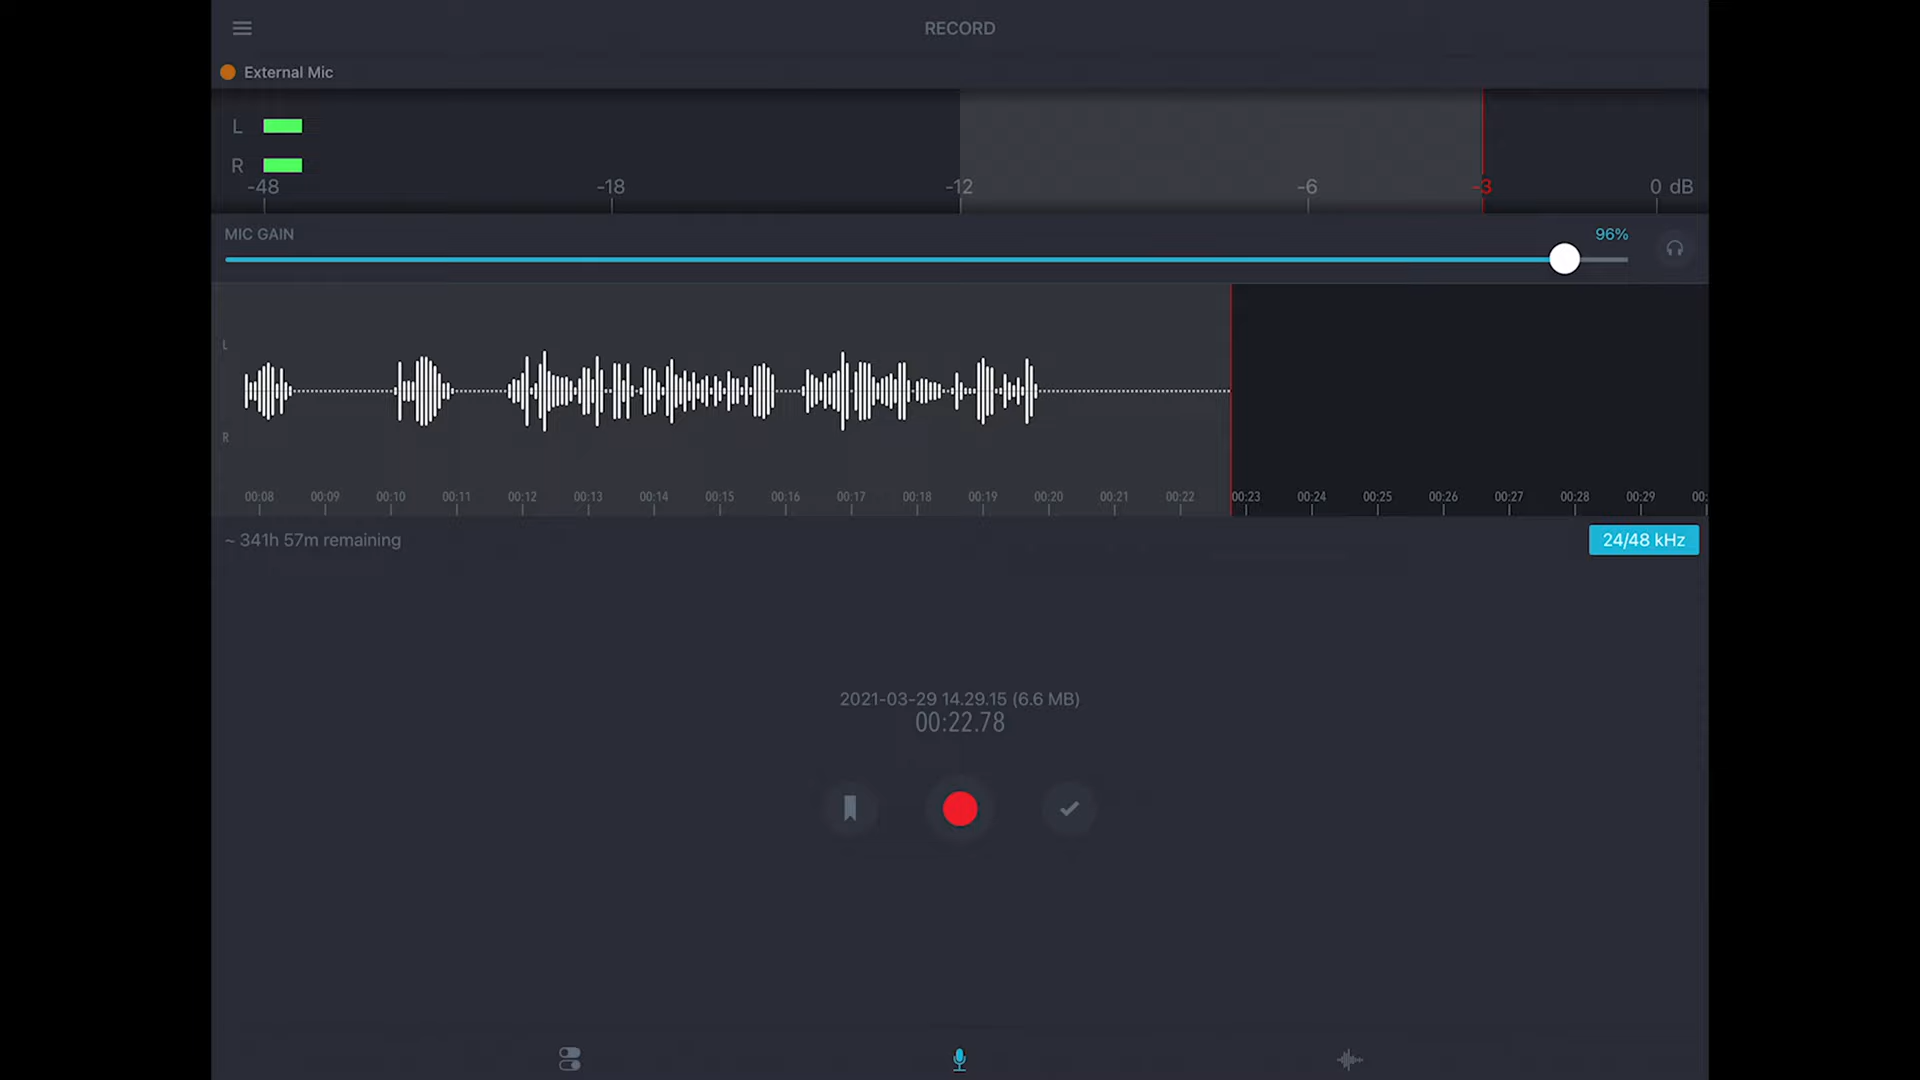 RECORD
External Mic
L
R
-48 -18 -12 -6 -3 0 dB
MIC GAIN 96%
L
R
00:08 00:09 00:10 00:11 00:12 00:13 00:14 00:15 00:16 00:17 00:18 00:19 00:20 00:21 00:22 00:23 00:24 00:25 00:26 00:27 00:28 00:29 00:
~ 341h 57m remaining 24/48 kHz
2021-03-29 14.29.15 (6.6 MB)
00:22.78